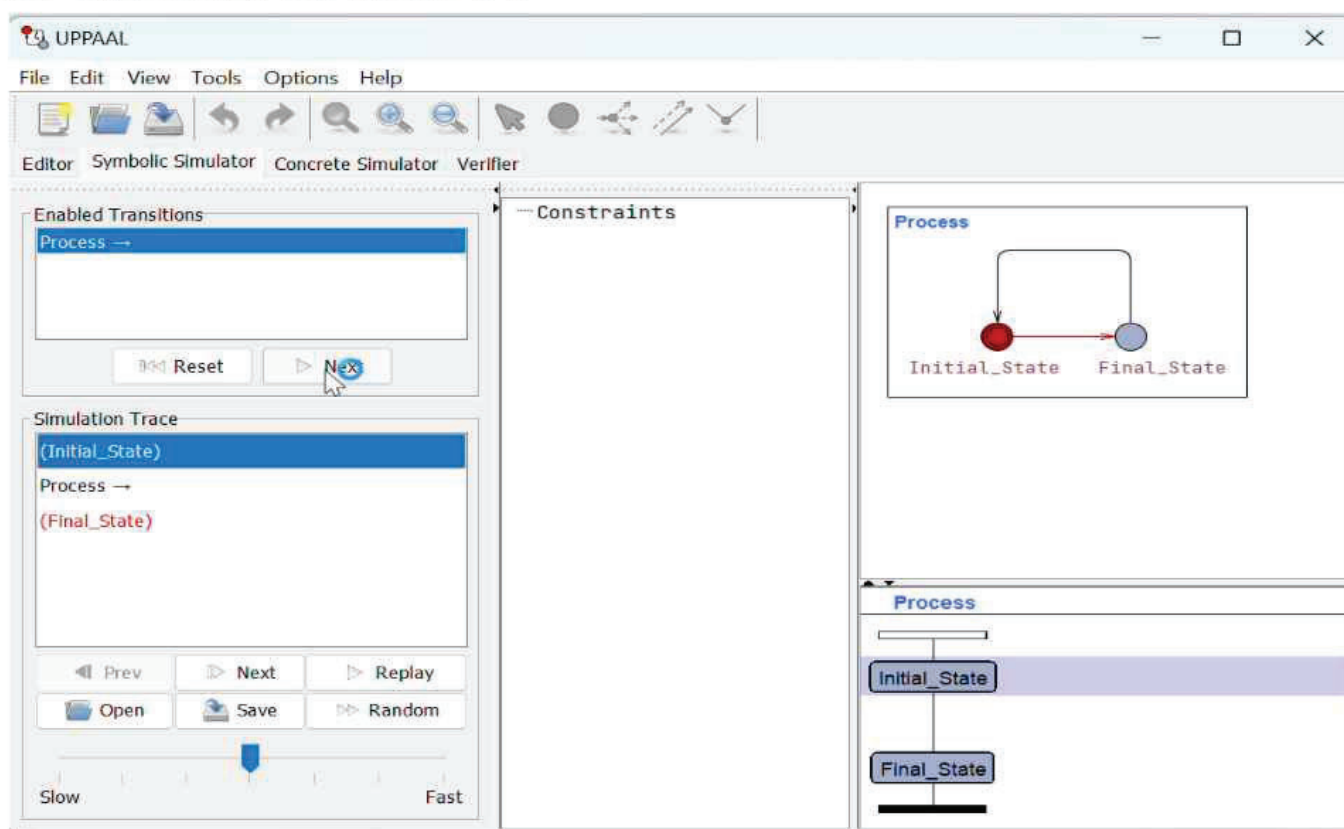 UPPAAL
File Edit View Tools Options Help
Editor Symbolic Simulator Concrete Simulator Verifier
Enabled Transitions
Process →
Reset Next
Simulation Trace
(Initial_State)
Process →
(Final_State)
Prev Next Replay
Open Save Random
Slow Fast
Constraints
Process
Initial_State Final_State
Process
Initial_State
Final_State